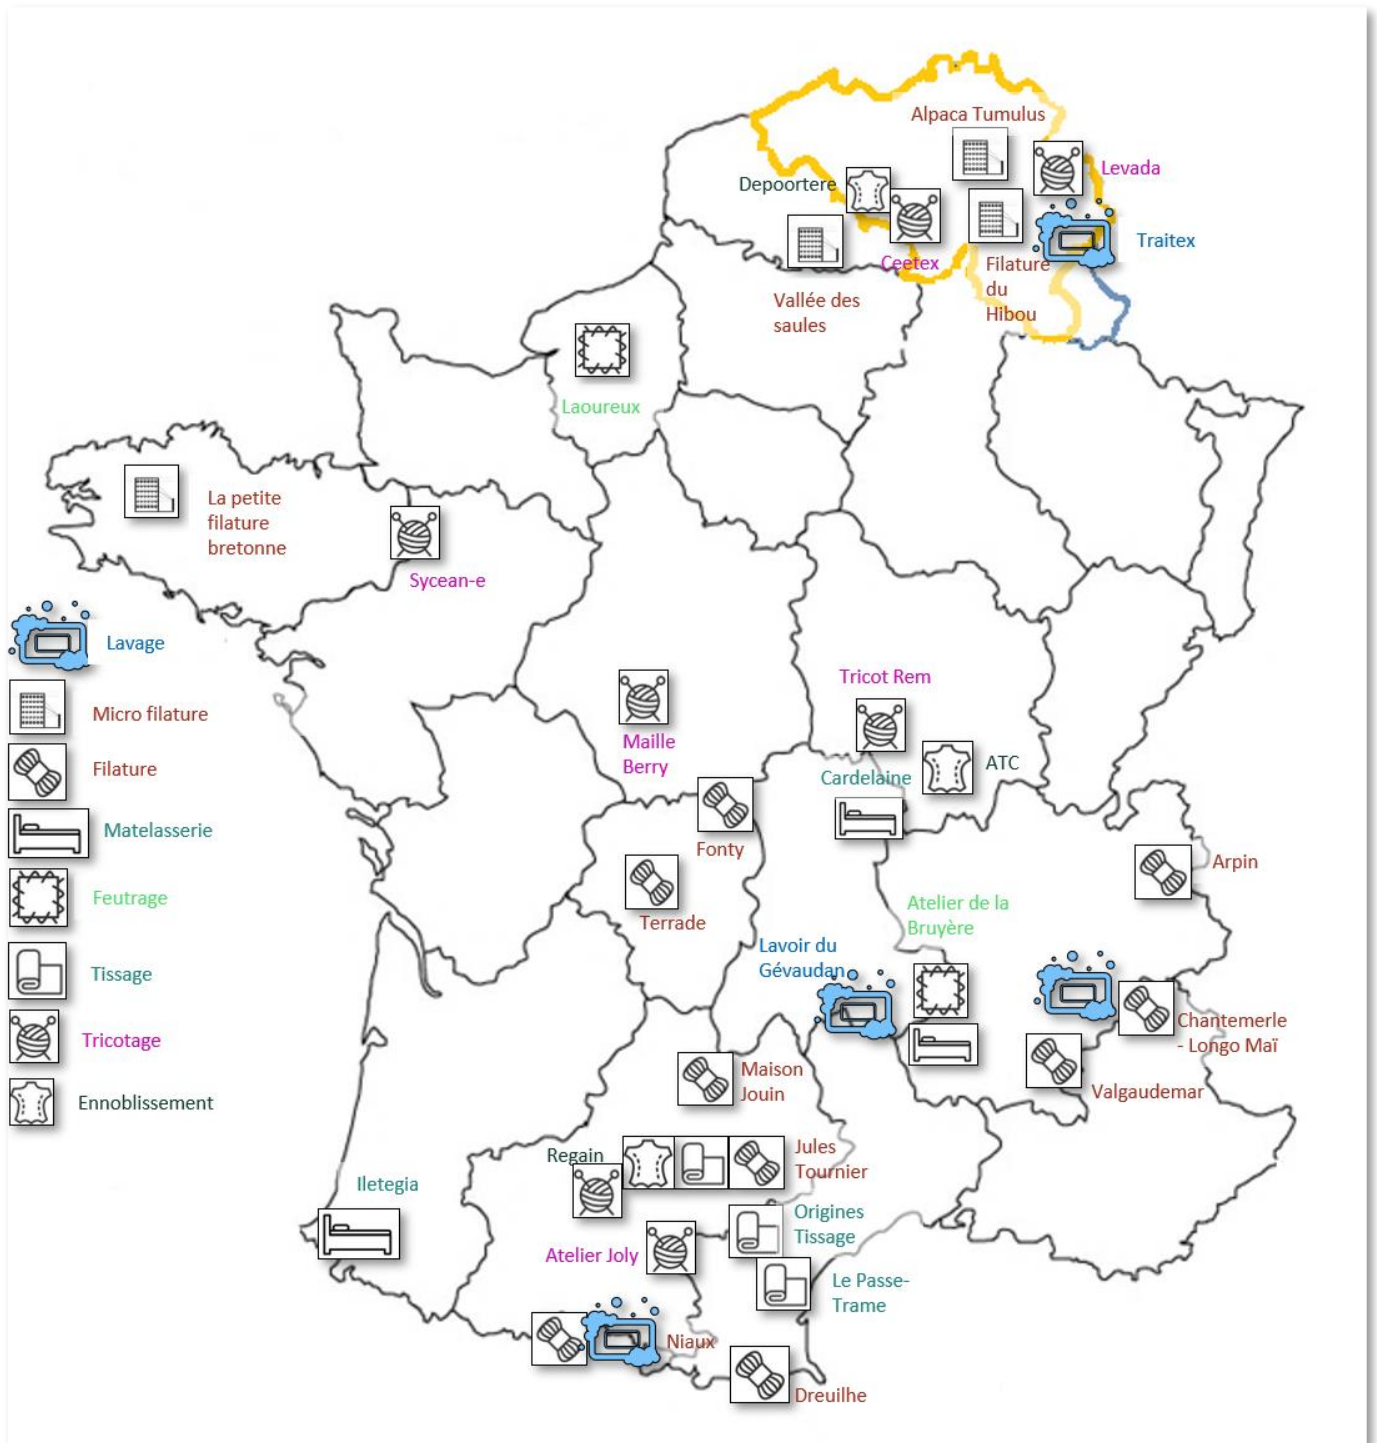 Alpaca Tumulus
Levada
Depoortere
Traitex
Ceetex
Filature
du
Hibou
Vallée des
saules
Laoureux
La petite
filature
bretonne
Sycean-e
Lavage
Micro filature
Filature
Matelasserie
Feutrage
Tissage
Tricotage
Ennoblissement
Tricot Rem
Maille
Berry
Cardelaine
ATC
Fonty
Arpin
Terrade
Atelier de la
Bruyère
Lavoir du
Gévaudan
Chantemerle
- Longo Maï
Maison
Jouin
Valgaudemar
Regain
Jules
Tournier
Iletegia
Origines
Tissage
Atelier Joly
Le Passe-
Trame
Niaux
Dreuilhe